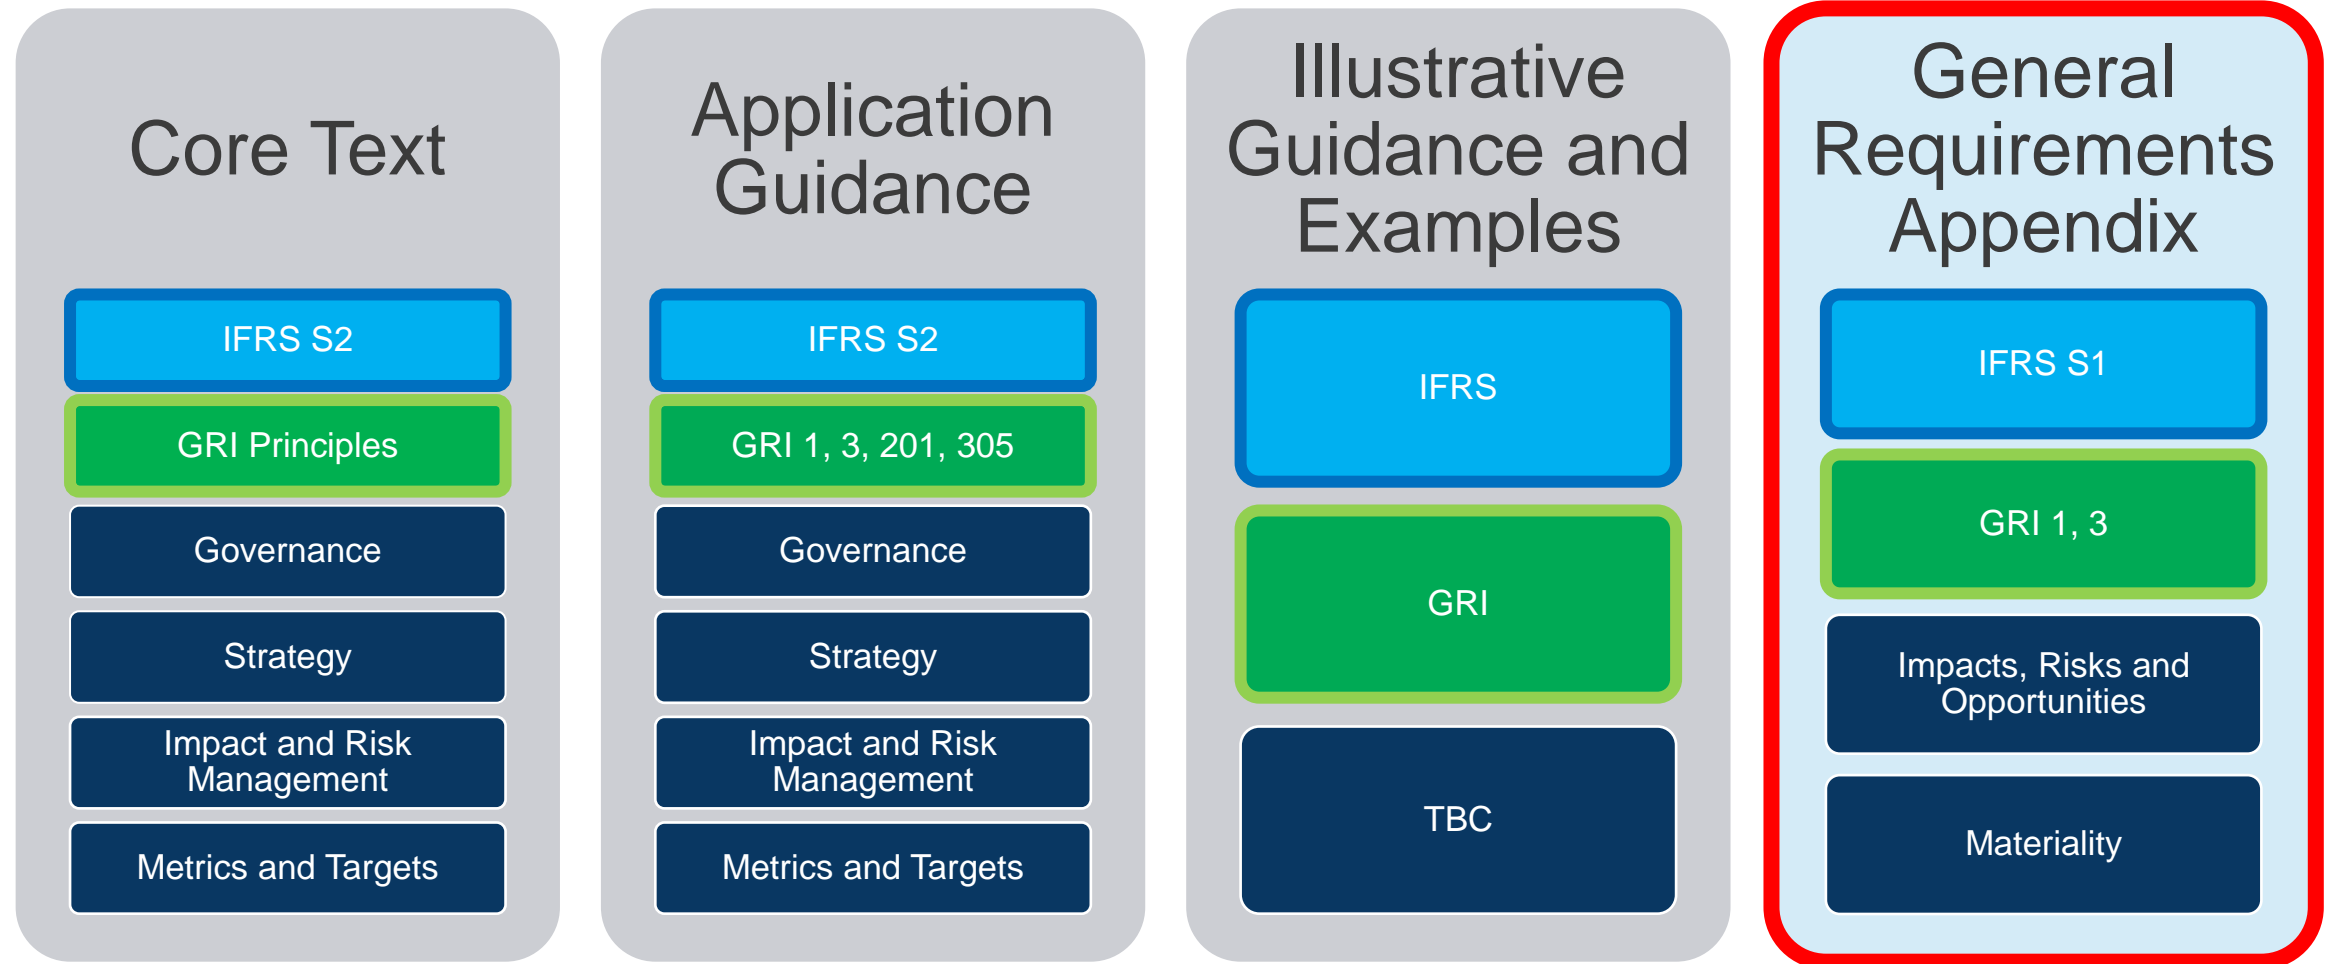 Core Text
IFRS S2
GRI Principles
Governance
Strategy
Impact and Risk
Management
Metrics and Targets
Application
Guidance
IFRS S2
GRI 1, 3, 201, 305
Governance
Strategy
Impact and Risk
Management
Metrics and Targets
Illustrative
Guidance and
Examples
IFRS
GRI
TBC
General
Requirements
Appendix
IFRS S1
GRI 1, 3
Impacts, Risks and
Opportunities
Materiality